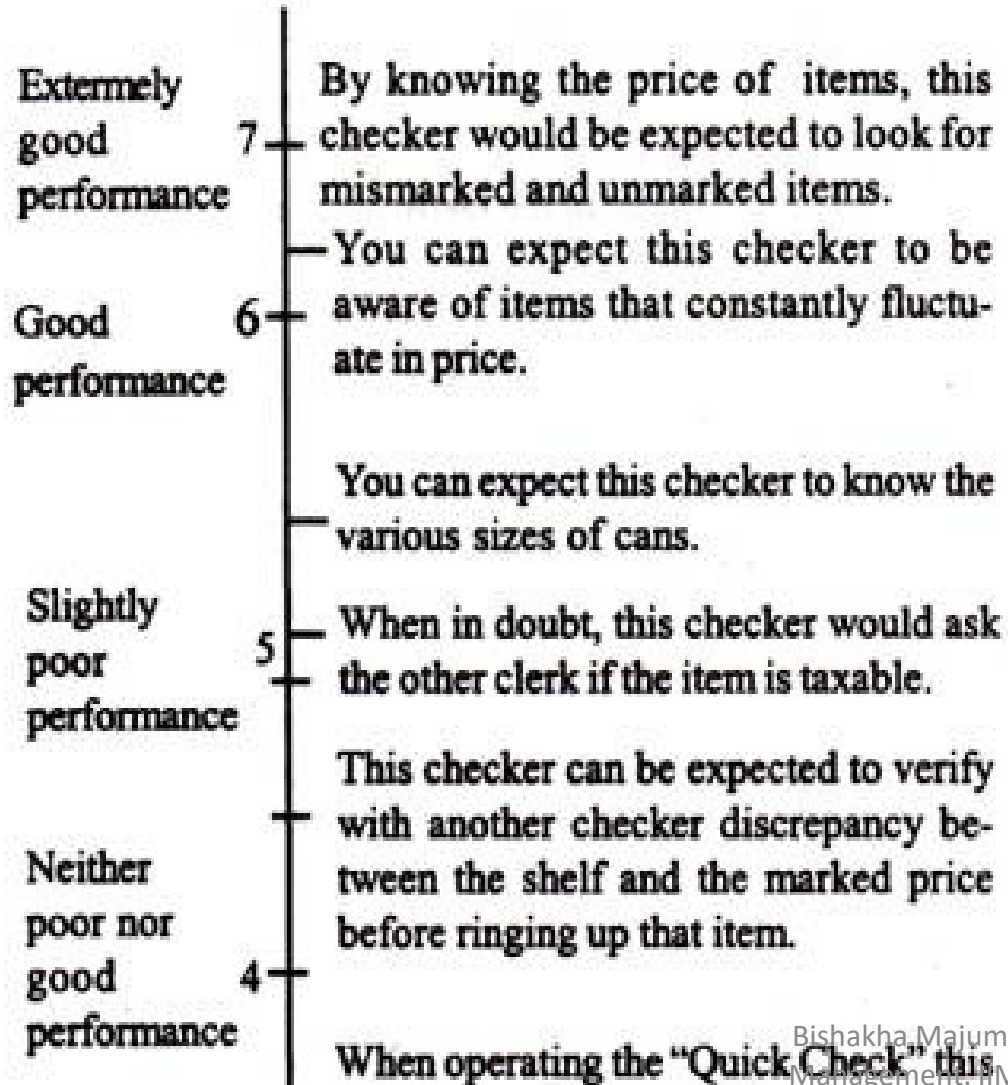 Extermely
good
performance
7
By knowing the price of items, this
checker would be expected to look for
mismarked and unmarked items.
You can expect this checker to be
aware of items that constantly fluctu-
ate in price.
Good
performance
6
You can expect this checker to know the
various sizes of cans.
Slightly
poor
performance
5
When in doubt, this checker would ask
the other clerk if the item is taxable.
This checker can be expected to verify
with another checker discrepancy be-
tween the shelf and the marked price
before ringing up that item.
Neither
poor nor
good
performance
4
When operating the "Quick Check" this
Bishakha
Management